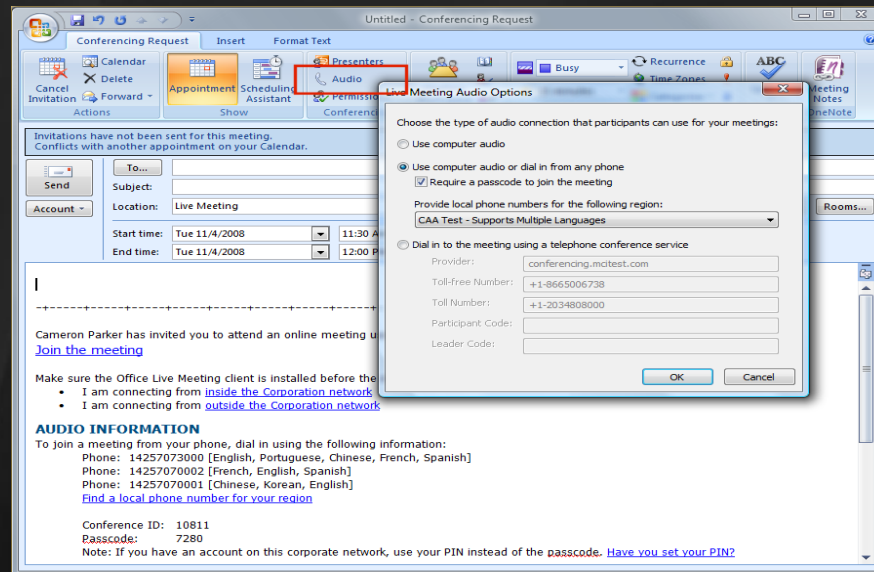 Untitled - Conferencing Request
Conferencing Request Insert Format Text
Cancel Invitation
Calendar
Delete
Forward
Actions
Appointment
Scheduling Assistant
Show
Presenters
Audio
Busy
Recurrence
Time Zones
ABC
Meeting Notes
OneNote
Invitations have not been sent for this meeting.
Conflicts with another appointment on your Calendar.
Send
Account
To...
Subject:
Location: Live Meeting
Rooms...
Start time: Tue 11/4/2008 11:30
End time: Tue 11/4/2008 12:00
-+-----+-----+-----+-----+-----+-----+-----+-----+
Cameron Parker has invited you to attend an online meeting
Join the meeting
Make sure the Office Live Meeting client is installed before the
• I am connecting from inside the Corporation network
• I am connecting from outside the Corporation network
AUDIO INFORMATION
To join a meeting from your phone, dial in using the following information:
Phone: 14257073000 [English, Portuguese, Chinese, French, Spanish]
Phone: 14257070002 [French, English, Spanish]
Phone: 14257070001 [Chinese, Korean, English]
Find a local phone number for your region
Conference ID: 10811
Passcode: 7280
Note: If you have an account on this corporate network, use your PIN instead of the passcode. Have you set your PIN?
Live Meeting Audio Options
Choose the type of audio connection that participants can use for your meetings:
Use computer audio
Use computer audio or dial in from any phone
Require a passcode to join the meeting
Provide local phone numbers for the following region:
CAA Test - Supports Multiple Languages
Dial in to the meeting using a telephone conference service
Provider: conferencing.mcitest.com
Toll-free Number: +1-8665006738
Toll Number: +1-2034808000
Participant Code:
Leader Code:
OK Cancel